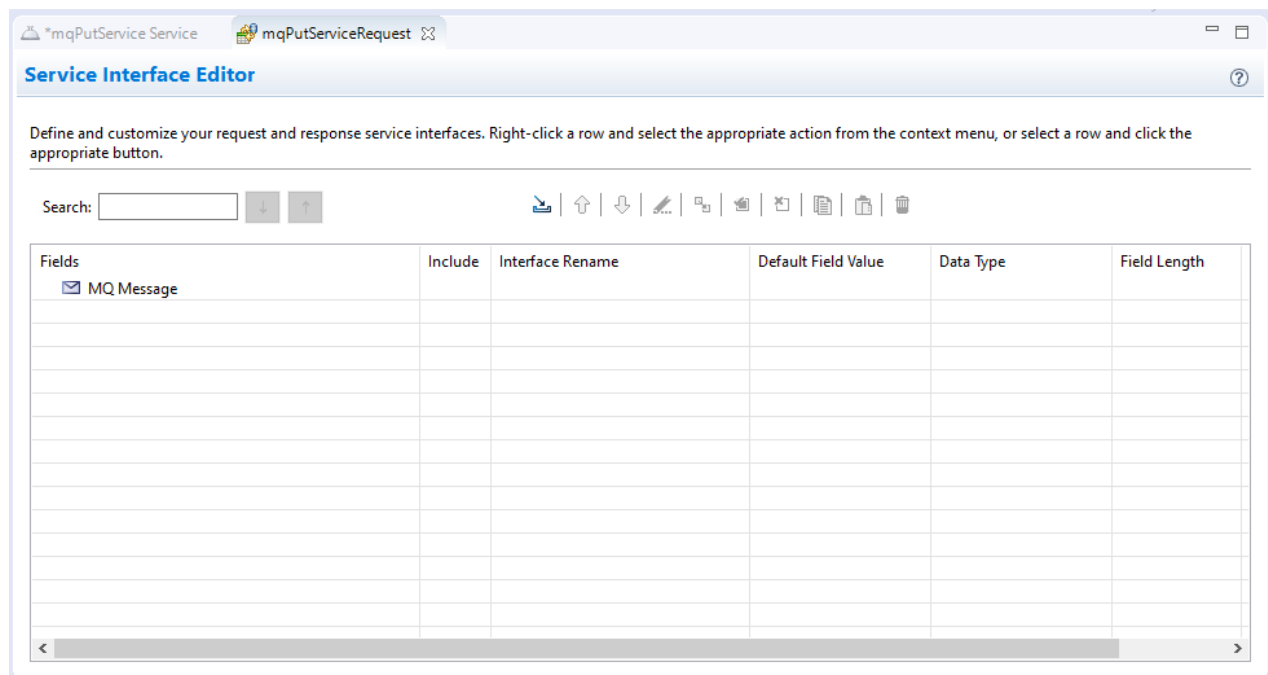 *mqPutService Service mqPutServiceRequest
Service Interface Editor
Define and customize your request and response service interfaces. Right-click a row and select the appropriate action from the context menu, or select a row and click the
appropriate button.
Search:
Fields Include Interface Rename Default Field Value Data Type Field Length
MQ Message